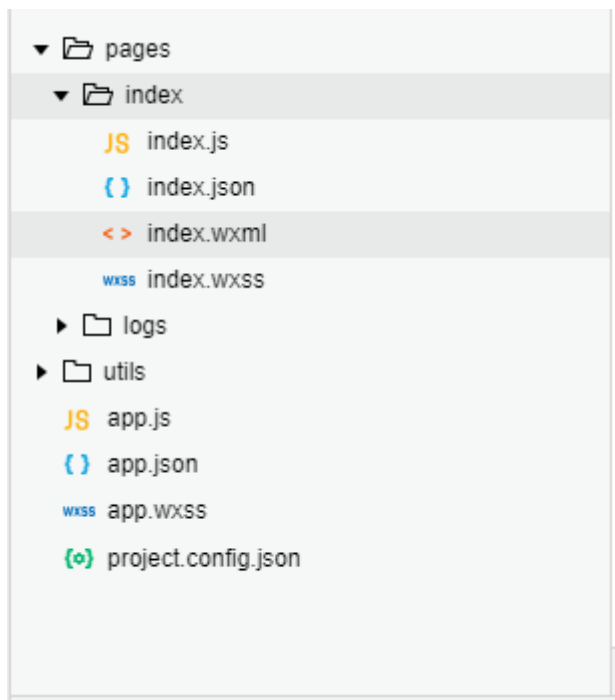 pages
index
JS index.js
{ } index.json
< > index.wxml
wxss index.wxss
logs
utils
JS app.js
{ } app.json
wxss app.wxss
{o} project.config.json